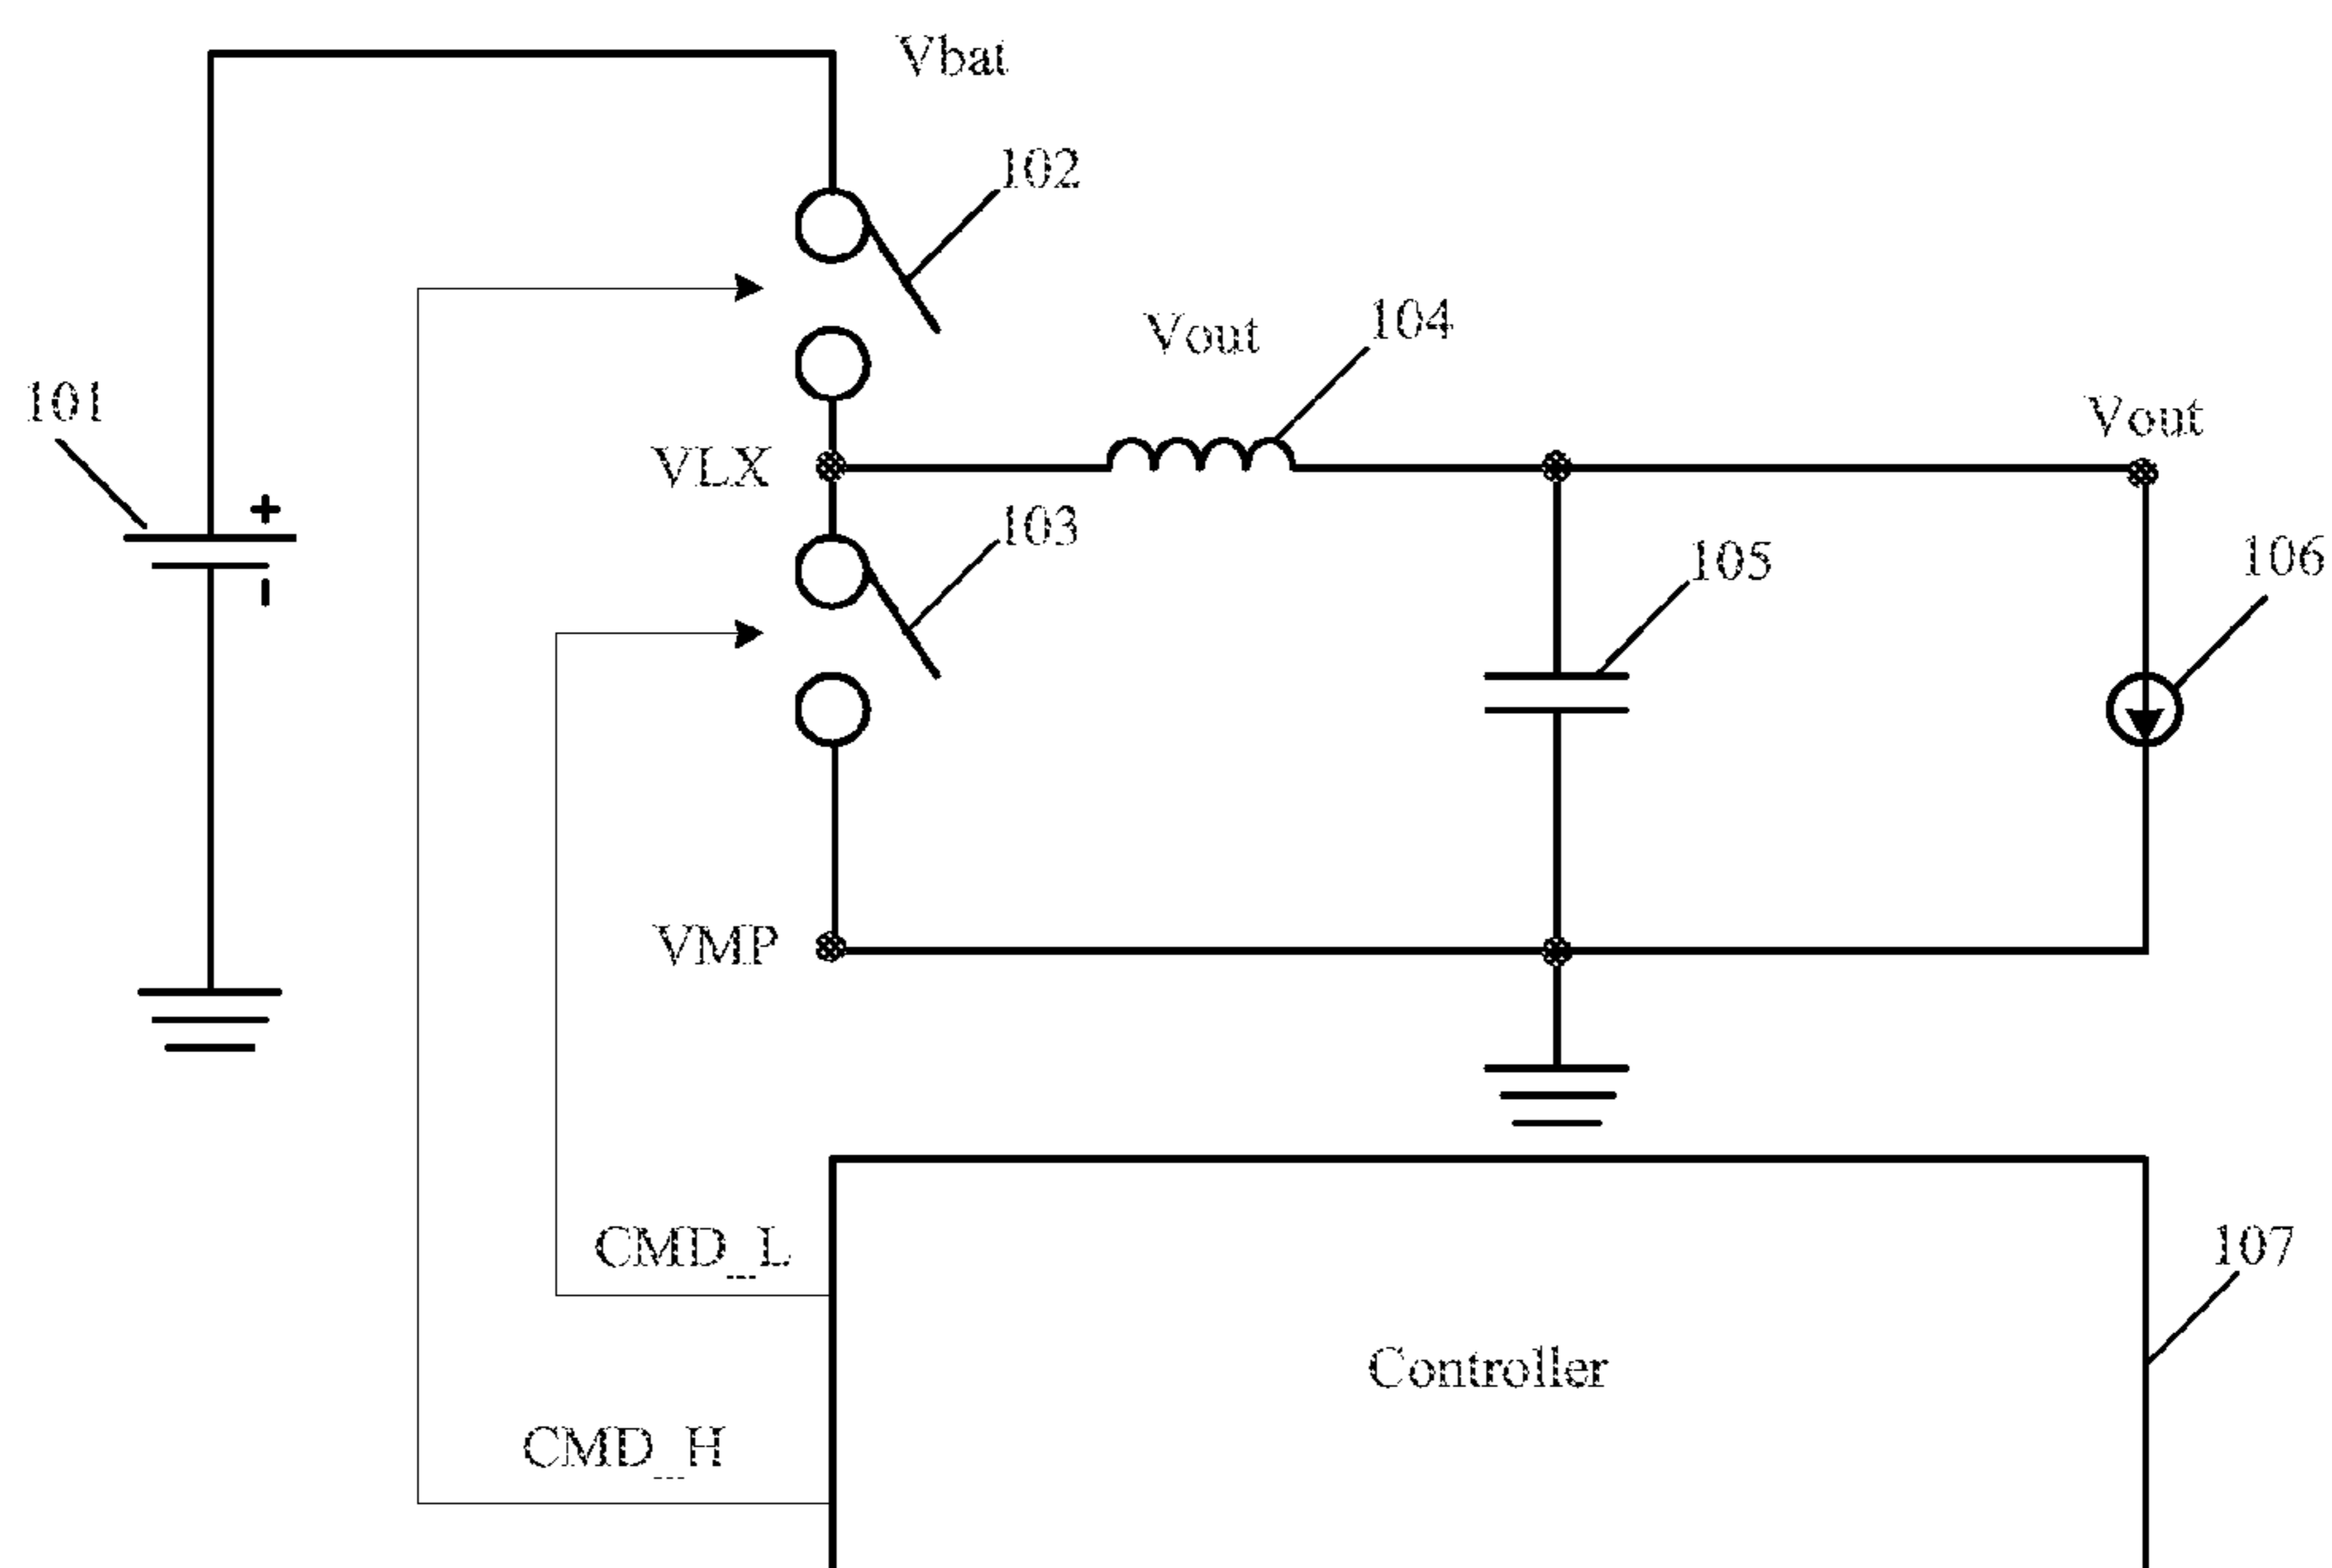 Vbat
102
104
Vout
101
Vout
VLX
103
105
106
+
-
VMP
CMD_L
107
Controller
CMD_H